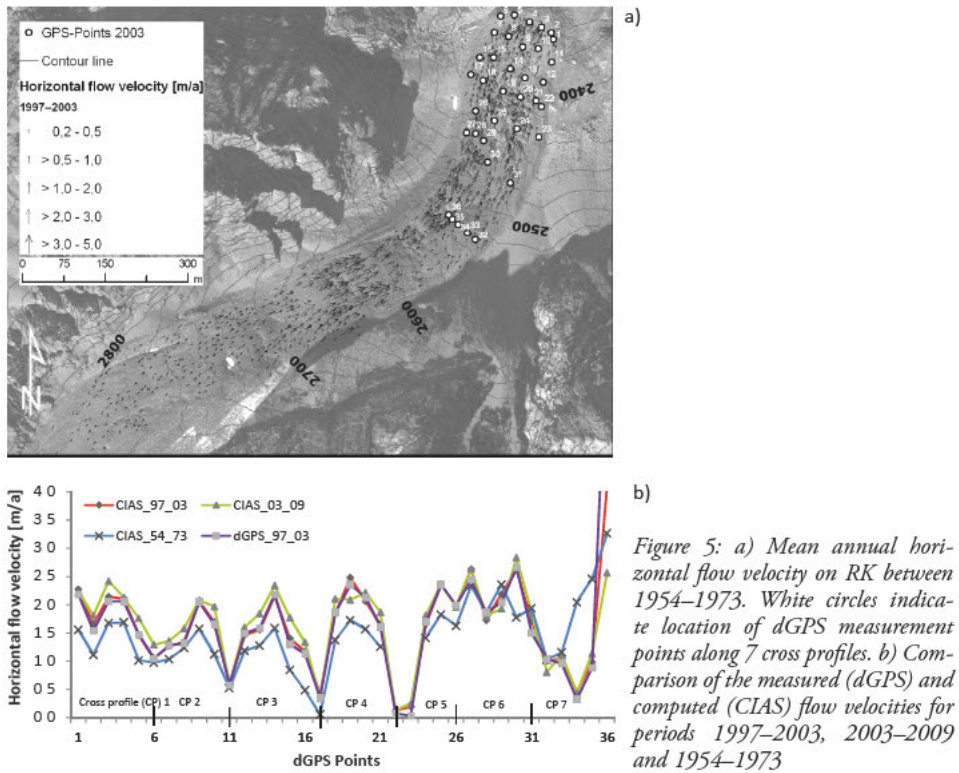 a)
GPS-Points 2003
Contour line
Horizontal flow velocity [m/a]
1997–2003
0,2 - 0,5
> 0,5 - 1,0
> 1,0 - 2,0
> 2,0 - 3,0
> 3,0 - 5,0
0 75 150 300
m
2400
2500
2600
2700
2800
N
b)
Horizontal flow velocity [m/a]
4 0
3 5
3 0
2 5
2 0
1 5
1 0
0 5
0 0
CIAS_97_03
CIAS_03_09
CIAS_54_73
dGPS_97_03
Cross profile (CP) 1 CP 2 CP 3 CP 4 CP 5 CP 6 CP 7
1 6 11 16 21 26 31 36
dGPS Points
Figure 5: a) Mean annual hori-
zontal flow velocity on RK between
1954–1973. White circles indica-
te location of dGPS measurement
points along 7 cross profiles. b) Com-
parison of the measured (dGPS) and
computed (CIAS) flow velocities for
periods 1997–2003, 2003–2009
and 1954–1973